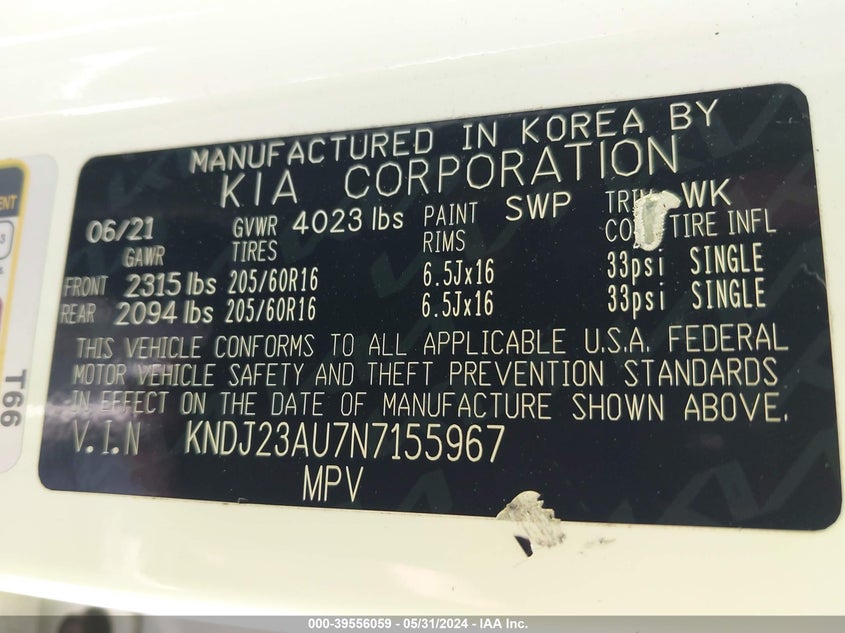 MANUFACTURED IN KOREA BY
KIA CORPORATION
06/21 GVWR 4023 lbs PAINT SWP WK
GAWR TIRES RIMS TIRE INFL
FRONT 2315 lbs 205/60R16 6.5Jx16 33psi SINGLE
REAR 2094 lbs 205/60R16 6.5Jx16 33psi SINGLE
THIS VEHICLE CONFORMS TO ALL APPLICABLE U.S.A. FEDERAL
MOTOR VEHICLE SAFETY AND THEFT PREVENTION STANDARDS
IN EFFECT ON THE DATE OF MANUFACTURE SHOWN ABOVE.
V.I.N KNDJ23AU7N7155967
MPV
T66
000-39556059 - 05/31/2024 - IAA Inc.